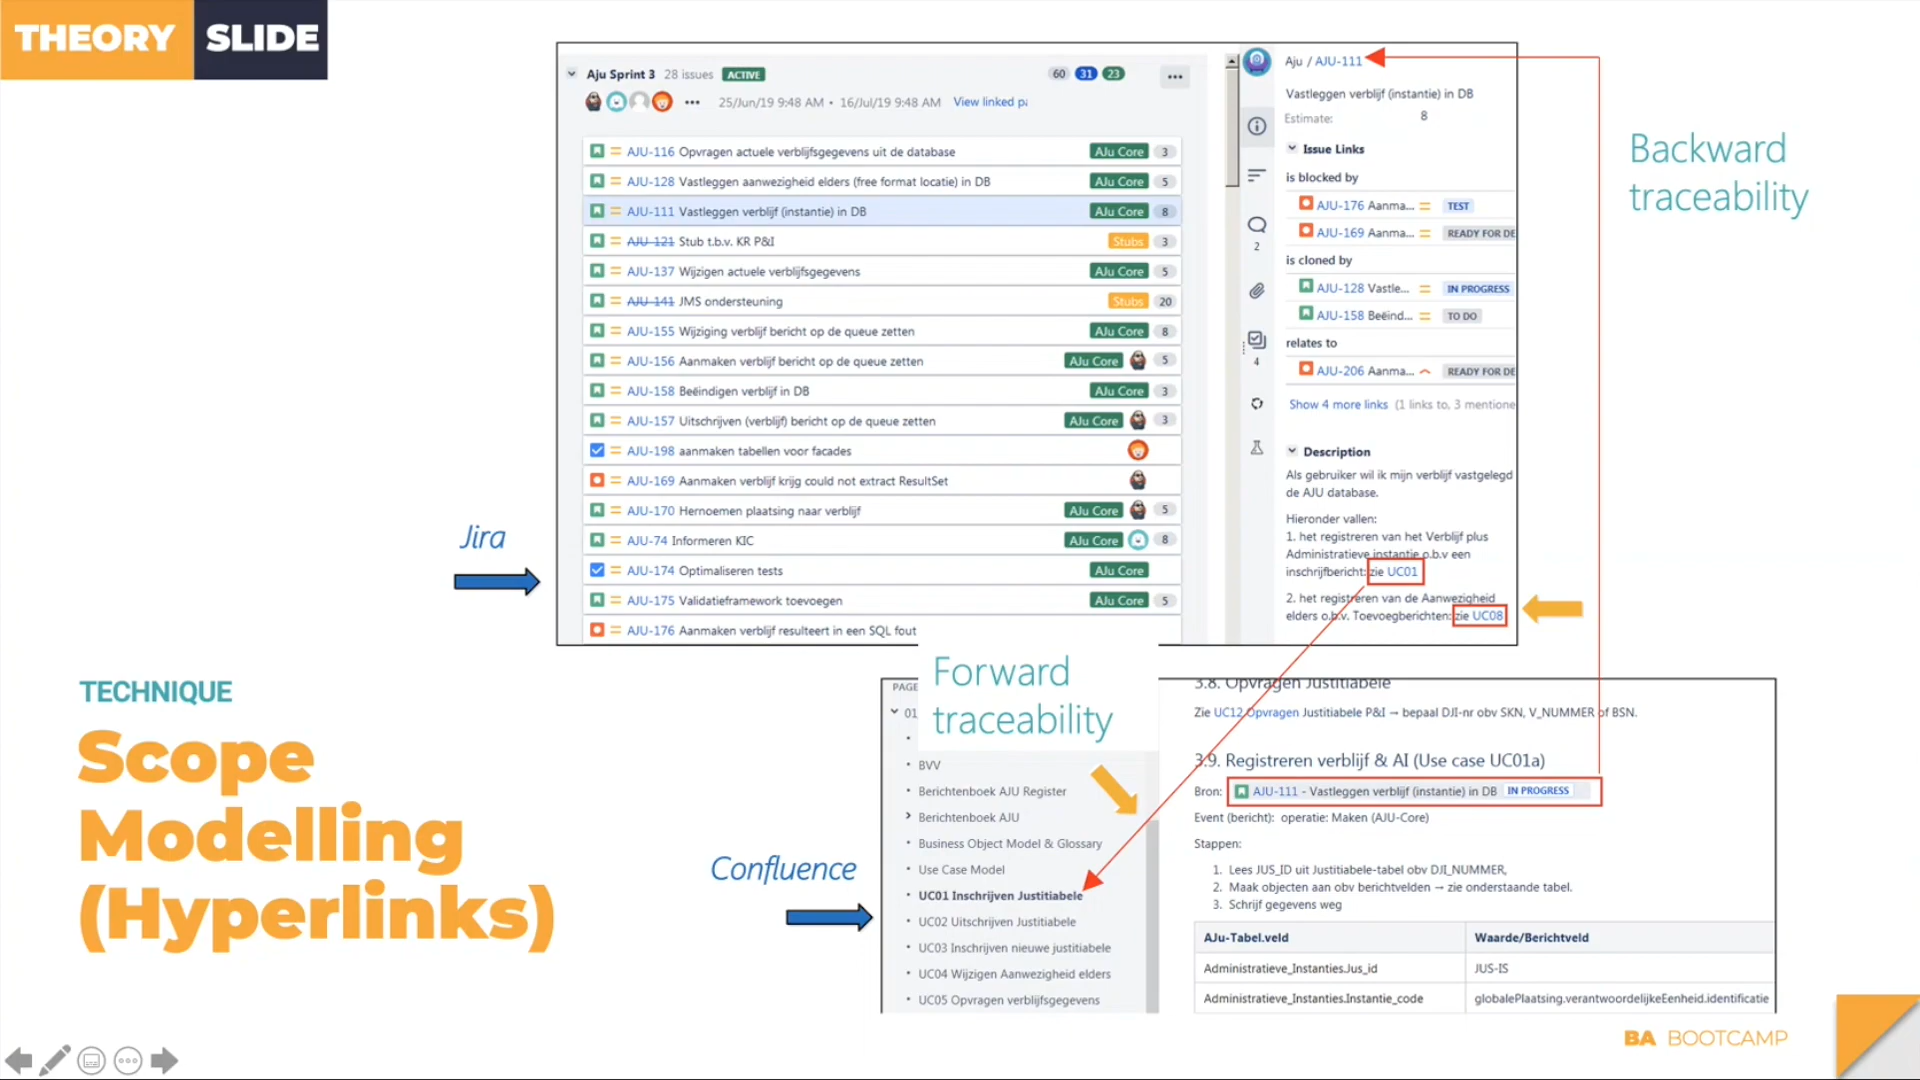 THEORY SLIDE
Aju Sprint 3 28 issues ACTIVE 60 31 23
25/Jun/19 9:48 AM • 16/Jul/19 9:48 AM View linked pa
AJU-116 Opvragen actuele verblijfsgegevens uit de database AJu Core 3
AJU-128 Vastleggen aanwezigheid elders (free format locatie) in DB AJu Core 5
AJU-111 Vastleggen verblijf (instantie) in DB AJu Core 8
AJU-121 Stub t.b.v. KR P&I Stubs 3
AJU-137 Wijzigen actuele verblijfsgegevens AJu Core 5
AJU-141 JMS ondersteuning Stubs 20
AJU-155 Wijziging verblijf bericht op de queue zetten AJu Core 8
AJU-156 Aanmaken verblijf bericht op de queue zetten AJu Core 5
AJU-158 Beëindigen verblijf in DB AJu Core 3
AJU-157 Uitschrijven (verblijf) bericht op de queue zetten AJu Core 3
AJU-198 aanmaken tabellen voor facades
AJU-169 Aanmaken verblijf krijg could not extract ResultSet
AJU-170 Hernoemen plaatsing naar verblijf AJu Core 5
AJU-74 Informeren KIC AJu Core 8
AJU-174 Optimaliseren tests AJu Core
AJU-175 Validatieframework toevoegen AJu Core 5
AJU-176 Aanmaken verblijf resulteert in een SQL fout
2
4
Aju / AJU-111
Vastleggen verblijf (instantie) in DB
Estimate: 8
Issue Links
is blocked by
AJU-176 Aanma... TEST
AJU-169 Aanma... READY FOR DE
is cloned by
AJU-128 Vastle... IN PROGRESS
AJU-158 Beëind... TO DO
relates to
AJU-206 Aanma... READY FOR DE
Show 4 more links (1 links to, 3 mentione
Description
Als gebruiker wil ik mijn verblijf vastgelegd
de AJU database.
Hieronder vallen:
1. het registreren van het Verblijf plus
Administratieve instantie o.b.v een
inschrijfbericht: zie UC01
2. het registreren van de Aanwezigheid
elders o.b.v. Toevoegberichten: zie UC08
Backward
traceability
Jira
Forward
traceability
TECHNIQUE
Scope
Modelling
(Hyperlinks)
Confluence
PAGE
01
BVV
Berichtenboek AJU Register
Berichtenboek AJU
Business Object Model & Glossary
Use Case Model
UC01 Inschrijven Justitiabele
UC02 Uitschrijven Justitiabele
UC03 Inschrijven nieuwe justitiabele
UC04 Wijzigen Aanwezigheid elders
UC05 Opvragen verblijfsgegevens
3.8. Opvragen Justitiabele
Zie UC12 Opvragen Justitiabele P&I → bepaal DJI-nr obv SKN, V_NUMMER of BSN.
3.9. Registreren verblijf & AI (Use case UC01a)
Bron: AJU-111 - Vastleggen verblijf (instantie) in DB IN PROGRESS
Event (bericht): operatie: Maken (AJU-Core)
Stappen:
1. Lees JUS_ID uit Justitiabele-tabel obv DJI_NUMMER,
2. Maak objecten aan obv berichtvelden → zie onderstaande tabel.
3. Schrijf gegevens weg
AJu-Tabel.veld Waarde/Berichtveld
Administratieve_Instanties.Jus_id JUS-IS
Administratieve_Instanties.Instantie_code globalePlaatsing.verantwoordelijkeEenheid.identificatie
BA BOOTCAMP